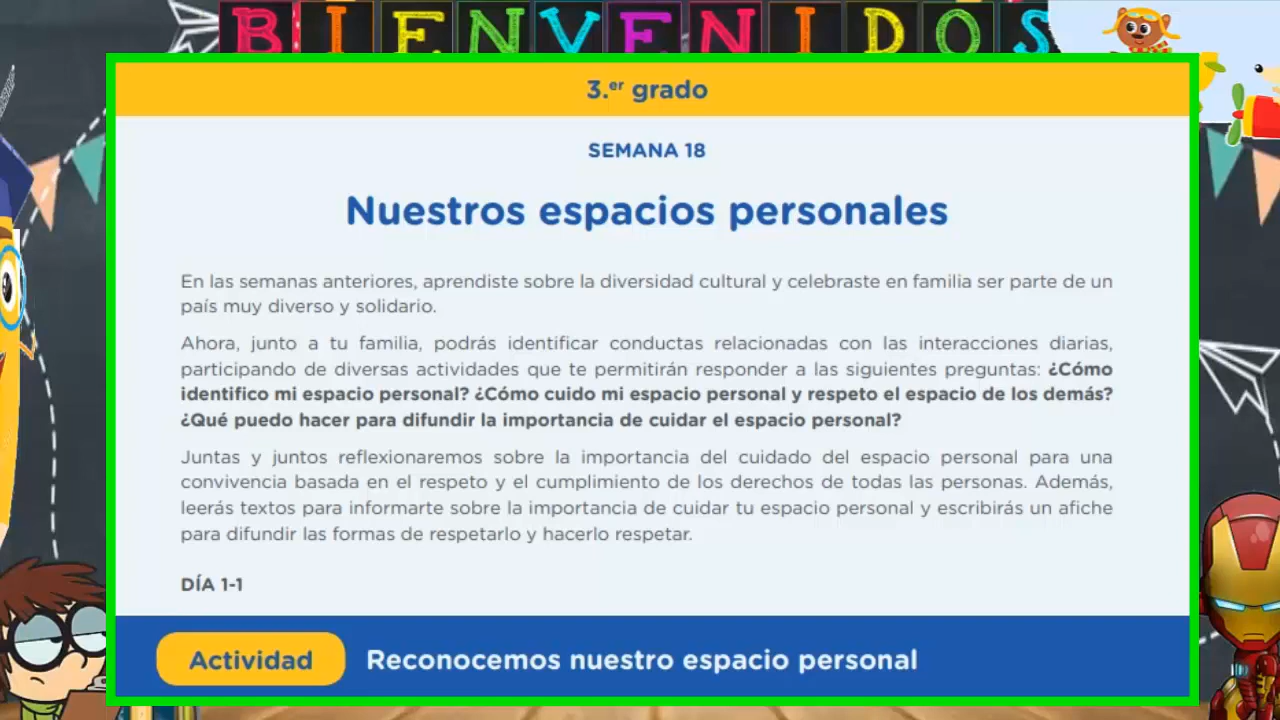 BIENVENIDOS
3.er grado
SEMANA 18
Nuestros espacios personales
En las semanas anteriores, aprendiste sobre la diversidad cultural y celebraste en familia ser parte de un
país muy diverso y solidario.
Ahora, junto a tu familia, podrás identificar conductas relacionadas con las interacciones diarias,
participando de diversas actividades que te permitirán responder a las siguientes preguntas: ¿Cómo
identifico mi espacio personal? ¿Cómo cuido mi espacio personal y respeto el espacio de los demás?
¿Qué puedo hacer para difundir la importancia de cuidar el espacio personal?
Juntas y juntos reflexionaremos sobre la importancia del cuidado del espacio personal para una
convivencia basada en el respeto y el cumplimiento de los derechos de todas las personas. Además,
leerás textos para informarte sobre la importancia de cuidar tu espacio personal y escribirás un afiche
para difundir las formas de respetarlo y hacerlo respetar.
DÍA 1-1
Actividad Reconocemos nuestro espacio personal